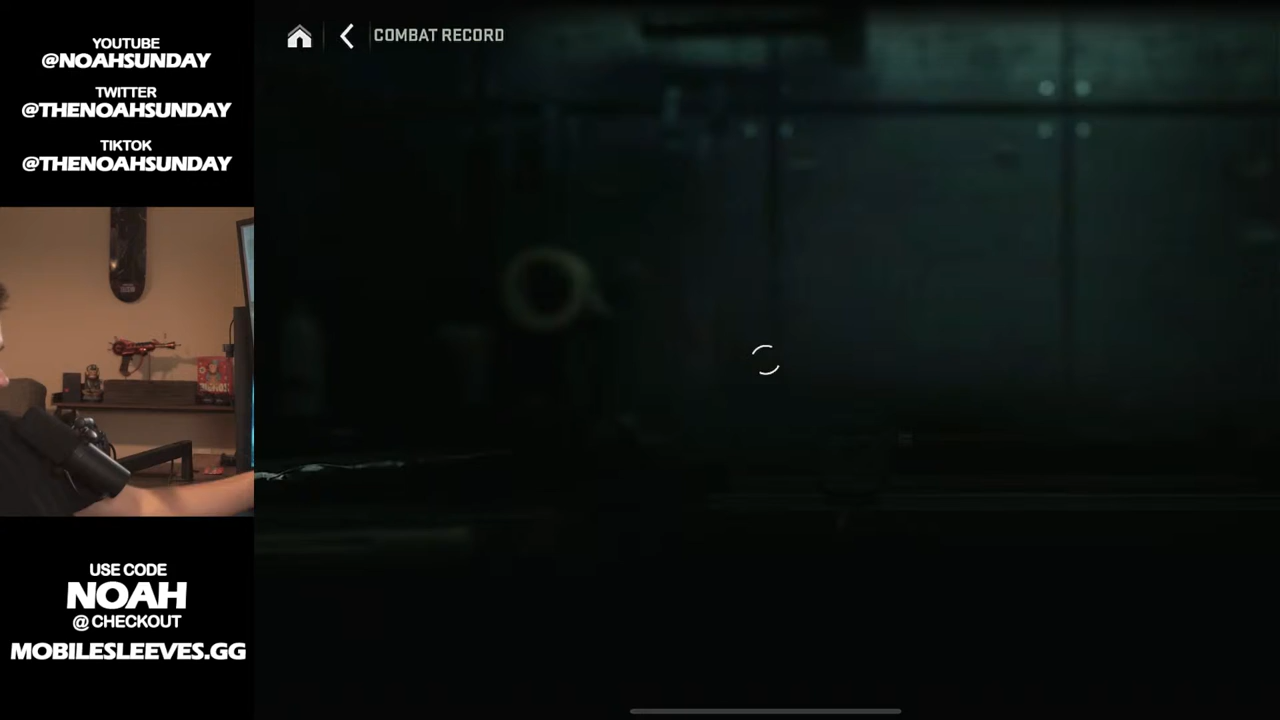 YOUTUBE
@NOAHSUNDAY
TWITTER
@THENOAHSUNDAY
TIKTOK
@THENOAHSUNDAY
USE CODE
NOAH
@ CHECKOUT
MOBILESLEEVES.GG
COMBAT RECORD